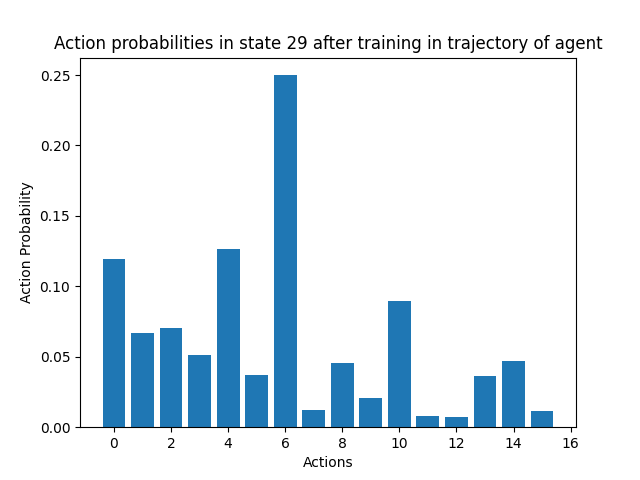 Action probabilities in state 29 after training in trajectory of agent
0.25
0.20
0.15
0.10
0.05
0.00
Action Probability
0 2 4 6 8 10 12 14 16
Actions